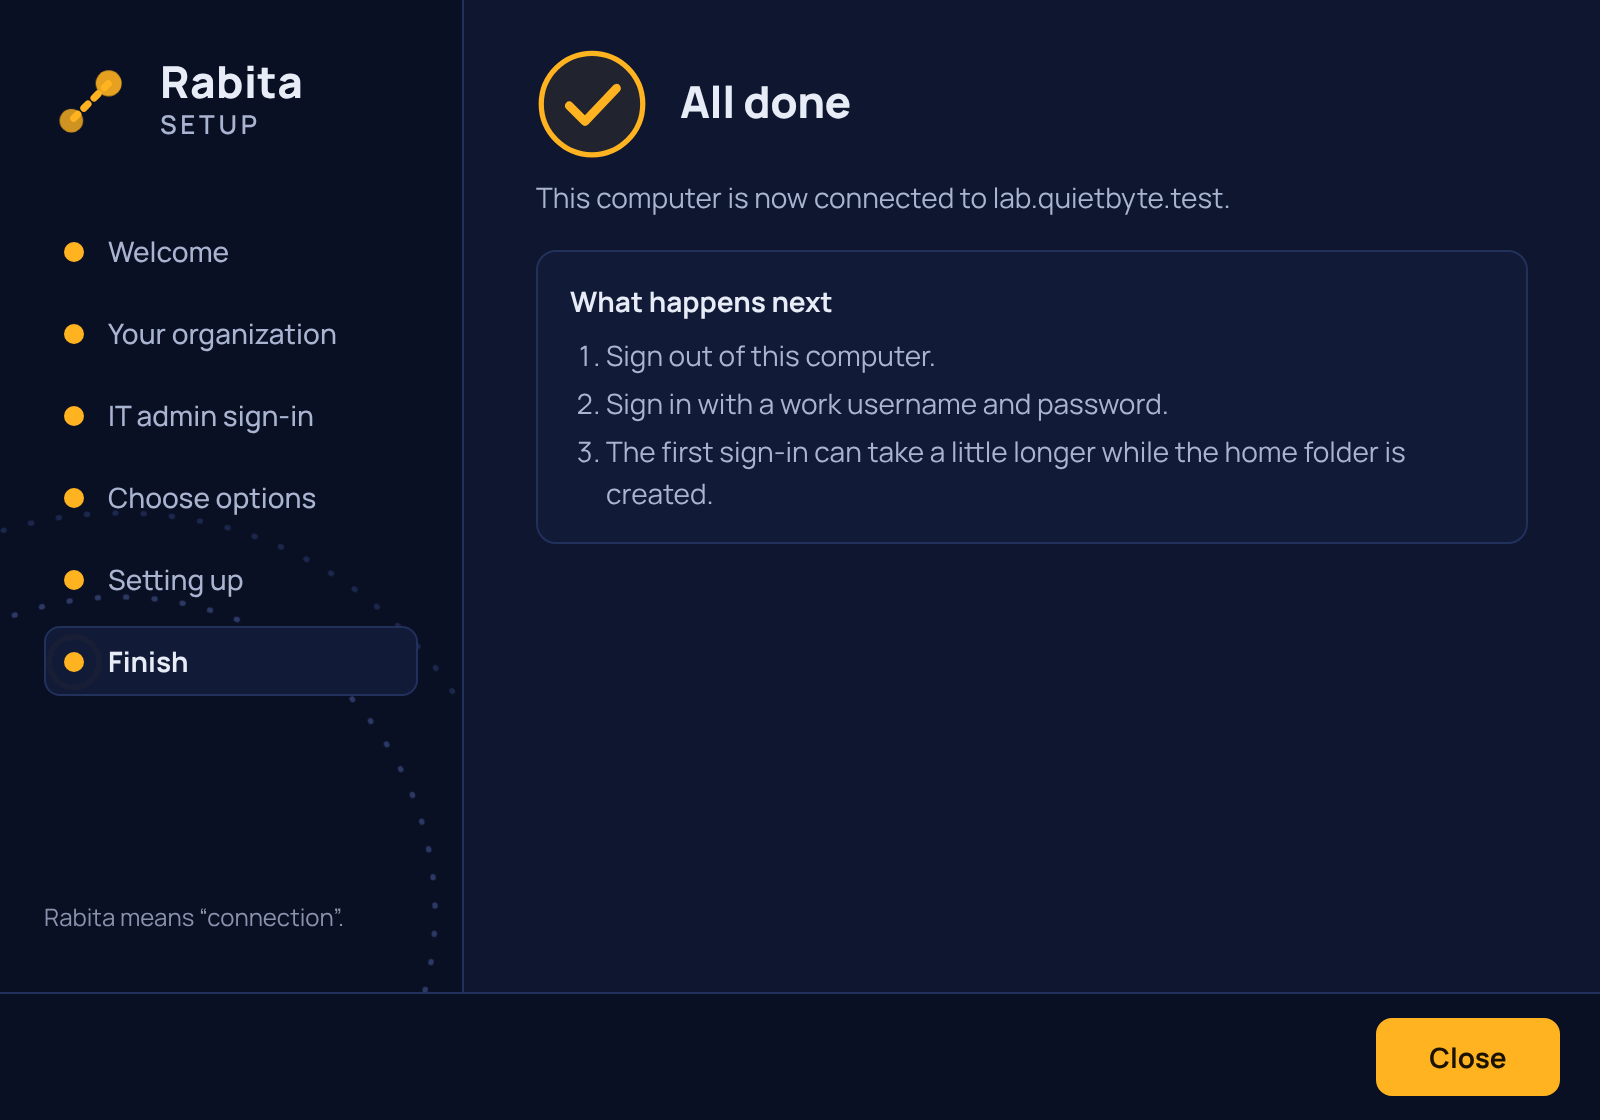 Rabita
SETUP
Welcome
Your organization
IT admin sign-in
Choose options
Setting up
Finish
Rabita means “connection”.
All done
This computer is now connected to lab.quietbyte.test.
What happens next
1. Sign out of this computer.
2. Sign in with a work username and password.
3. The first sign-in can take a little longer while the home folder is
created.
Close